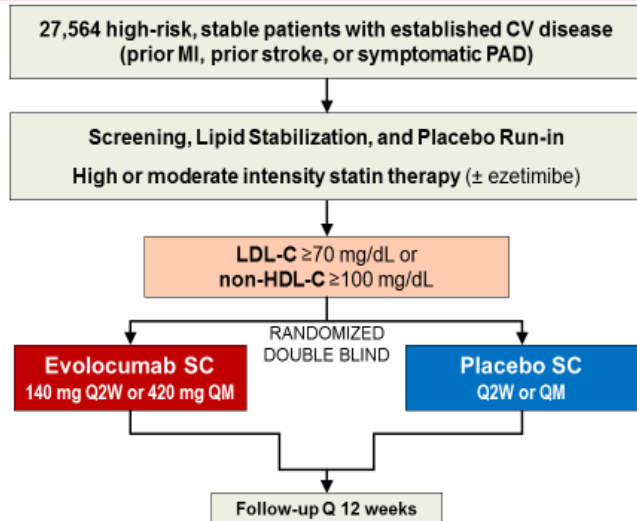 27,564 high-risk, stable patients with established CV disease
(prior MI, prior stroke, or symptomatic PAD)
Screening, Lipid Stabilization, and Placebo Run-in
High or moderate intensity statin therapy (± ezetimibe)
LDL-C ≥70 mg/dL or
non-HDL-C ≥100 mg/dL
RANDOMIZED
DOUBLE BLIND
Evolocumab SC
140 mg Q2W or 420 mg QM
Placebo SC
Q2W or QM
Follow-up Q 12 weeks